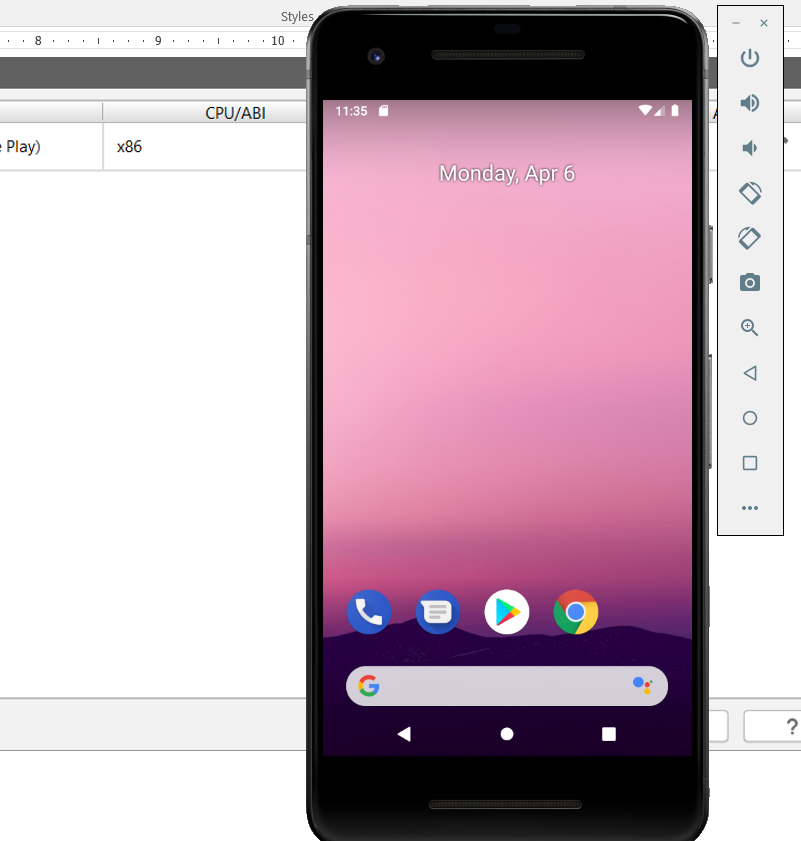 Styles
8 9 10
CPU/ABI
Play)
x86
11:35
Monday, Apr 6
G
?